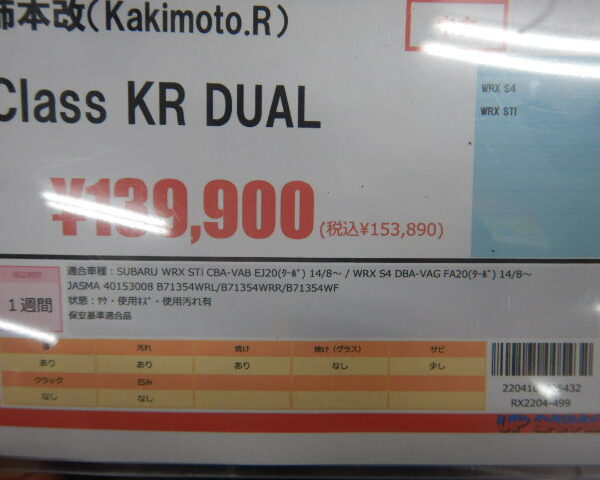 柿本改(Kakimoto.R)
Class KR DUAL
WRX S4
WRX STI
¥139,900(税込¥153,890)
1週間
適合車種：SUBARU WRX STi CBA-VAB EJ20(ﾀｰﾎﾞ) 14/8～ / WRX S4 DBA-VAG FA20(ﾀｰﾎﾞ) 14/8～
JASMA 40153008 B71354WRL/B71354WRR/B71354WF
状態：ﾔｹ・使用ｷｽﾞ・使用汚れ有
保安基準適合品
傷 汚れ 焼け 焼け(グラス) サビ
あり あり あり なし 少し
クラック 凹み
なし なし
RX2204-499